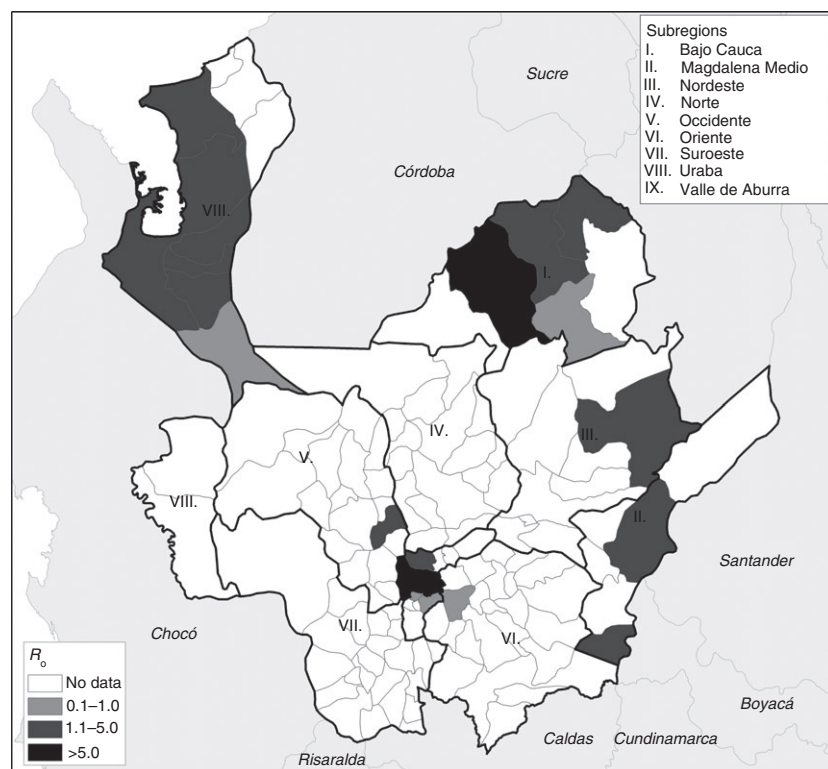 Subregions
I. Bajo Cauca
II. Magdalena Medio
III. Nordeste
IV. Norte
V. Occidente
VI. Oriente
VII. Suroeste
VIII. Uraba
IX. Valle de Aburra
Sucre
Córdoba
VIII.
I.
IV.
III.
V.
VIII.
II.
Santander
Chocó
VII.
VI.
Ro
No data
0.1–1.0
1.1–5.0
>5.0
Boyacá
Risaralda
Caldas
Cundinamarca